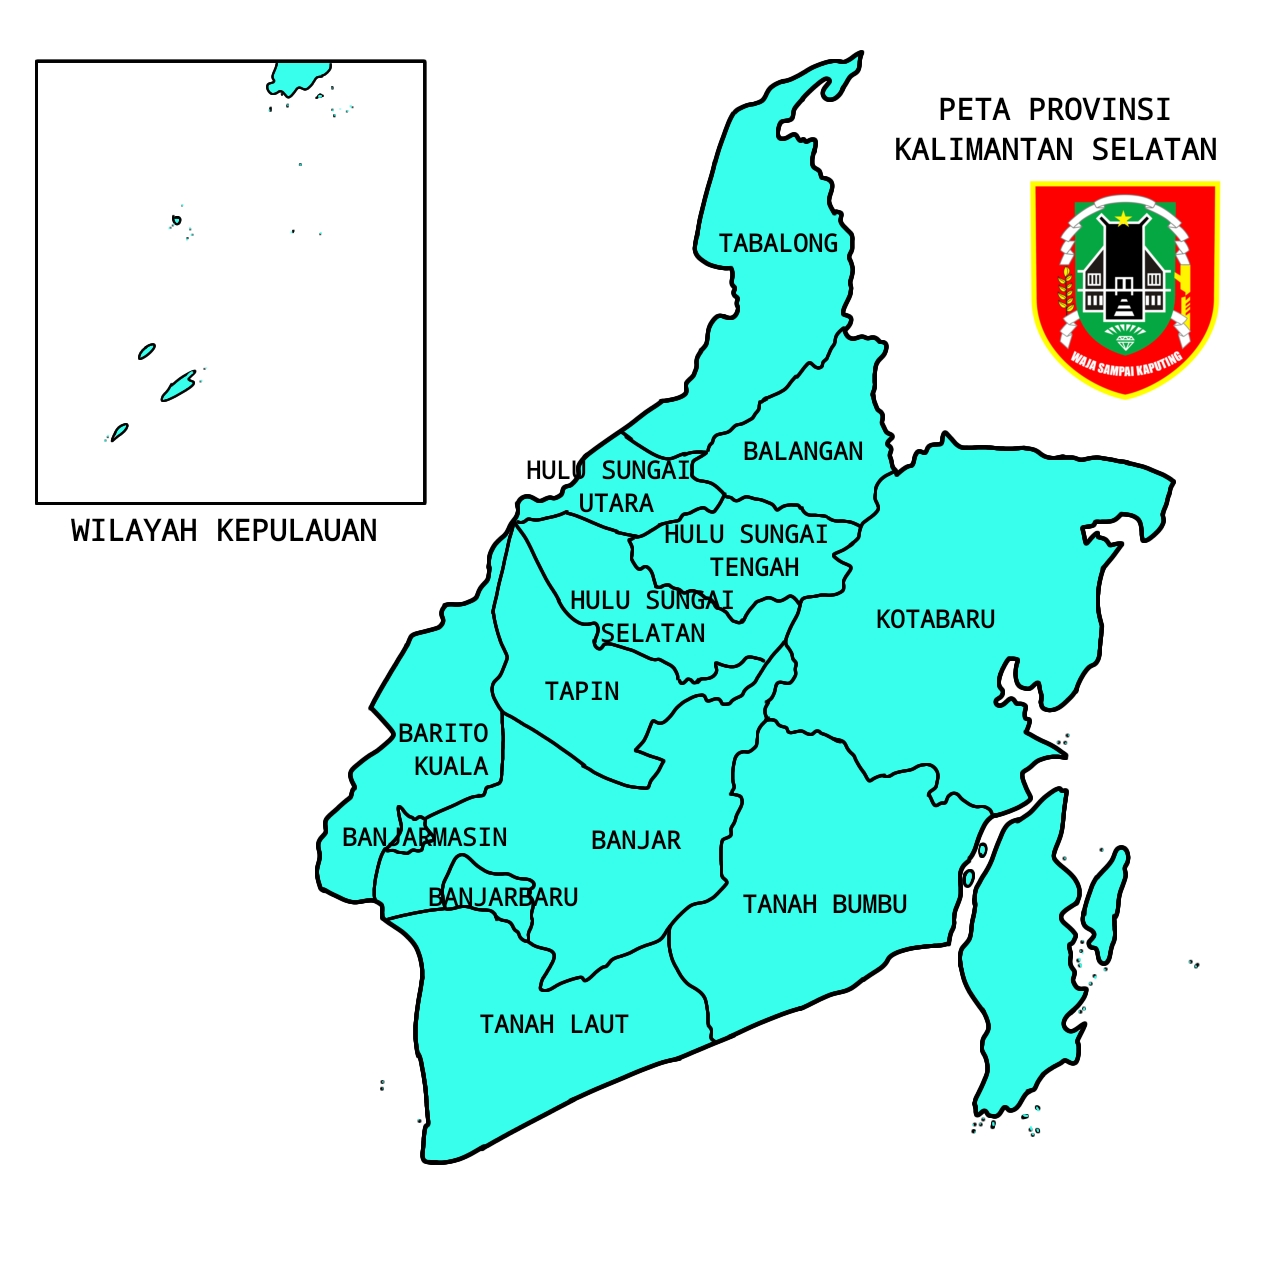 PETA PROVINSI
KALIMANTAN SELATAN
WAJA SAMPAI KAPUTING
TABALONG
BALANGAN
HULU SUNGAI
UTARA
WILAYAH KEPULAUAN
HULU SUNGAI
TENGAH
HULU SUNGAI
SELATAN
KOTABARU
TAPIN
BARITO
KUALA
BANJARMASIN
BANJAR
BANJARBARU
TANAH BUMBU
TANAH LAUT